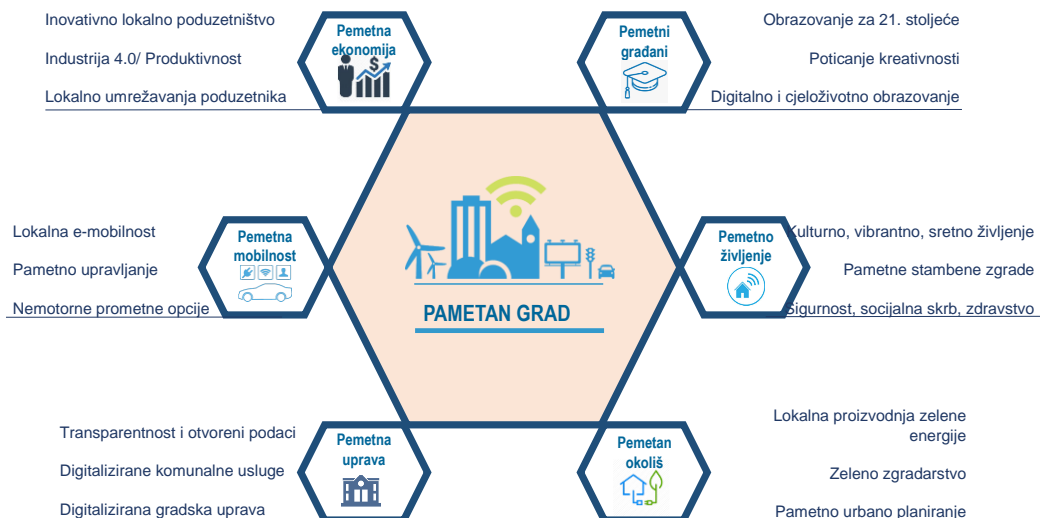 Inovativno lokalno poduzetništvo
Industrija 4.0/ Produktivnost
Lokalno umrežavanja poduzetnika
Pemetna
ekonomija
$
Pemetni
građani
Obrazovanje za 21. stoljeće
Poticanje kreativnosti
Digitalno i cjeloživotno obrazovanje
Lokalna e-mobilnost
Pametno upravljanje
Nemotorne prometne opcije
Pemetna
mobilnost
PAMETAN GRAD
Pemetno
življenje
Kulturno, vibrantno, sretno življenje
Pametne stambene zgrade
Sigurnost, socijalna skrb, zdravstvo
Transparentnost i otvoreni podaci
Digitalizirane komunalne usluge
Digitalizirana gradska uprava
Pemetna
uprava
Pemetan
okoliš
Lokalna proizvodnja zelene
energije
Zeleno zgradarstvo
Pametno urbano planiranje